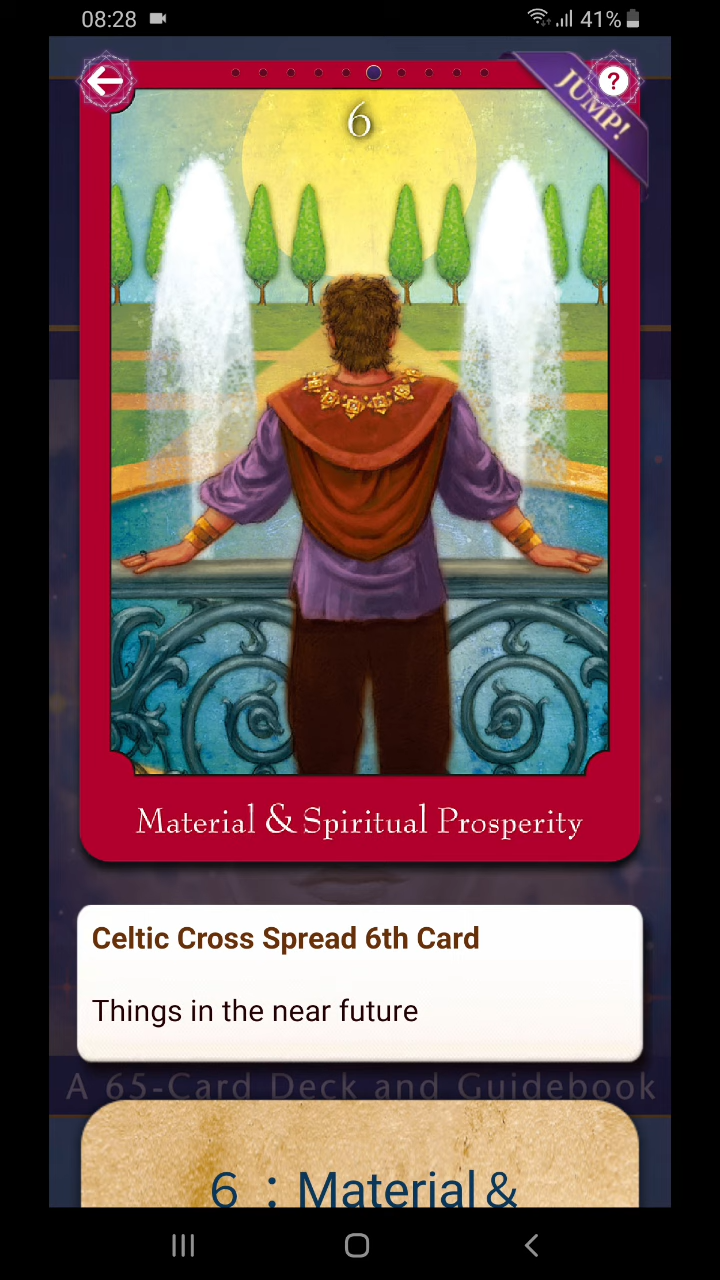 08:28
41%
?
JUMP!
6
Material & Spiritual Prosperity
Celtic Cross Spread 6th Card
Things in the near future
A 65-Card Deck and Guidebook
6 : Material &